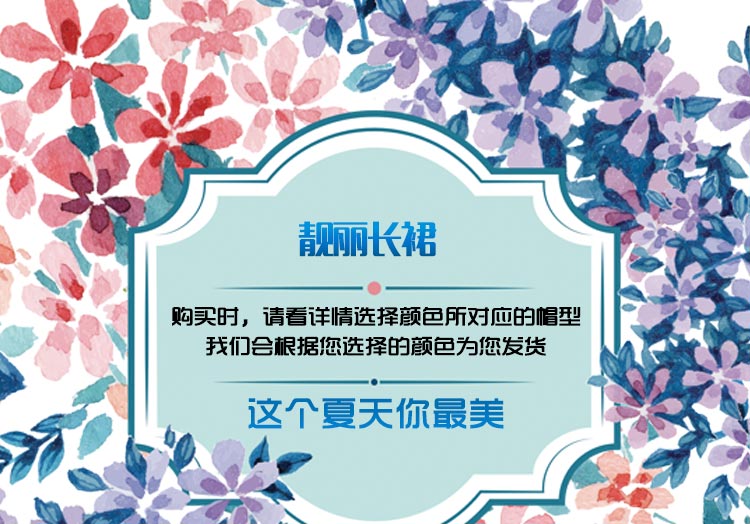 靓丽长裙
购买时，请看详情选择颜色所对应的帽型
我们会根据您选择的颜色为您发货
这个夏天你最美